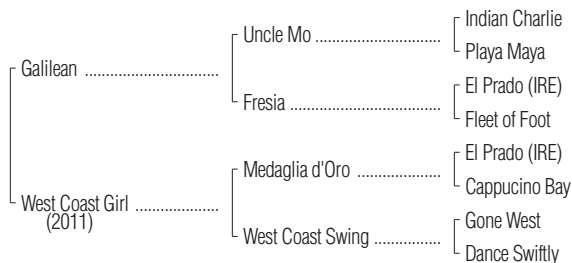 Indian Charlie
Uncle Mo ........................................
Playa Maya
Galilean ...........................................
El Prado (IRE)
Fresia ................................................
Fleet of Foot
El Prado (IRE)
Medaglia d'Oro ..........................
Cappucino Bay
West Coast Girl ...........................
(2011)
Gone West
West Coast Swing .....................
Dance Swiftly